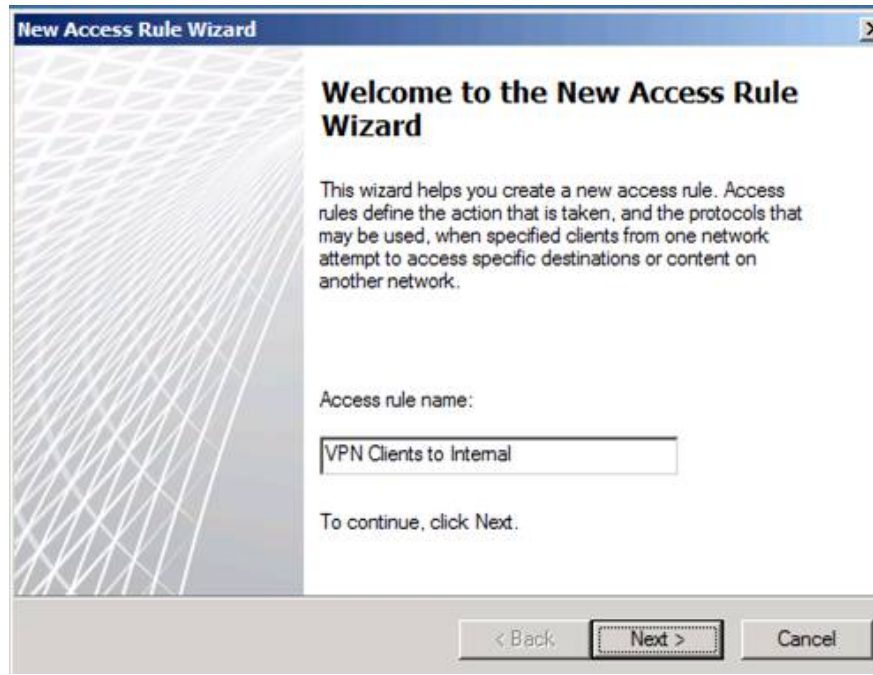 New Access Rule Wizard
Welcome to the New Access Rule
Wizard
This wizard helps you create a new access rule. Access
rules define the action that is taken, and the protocols that
may be used, when specified clients from one network
attempt to access specific destinations or content on
another network.
Access rule name:
VPN Clients to Internal
To continue, click Next.
< Back
Next >
Cancel